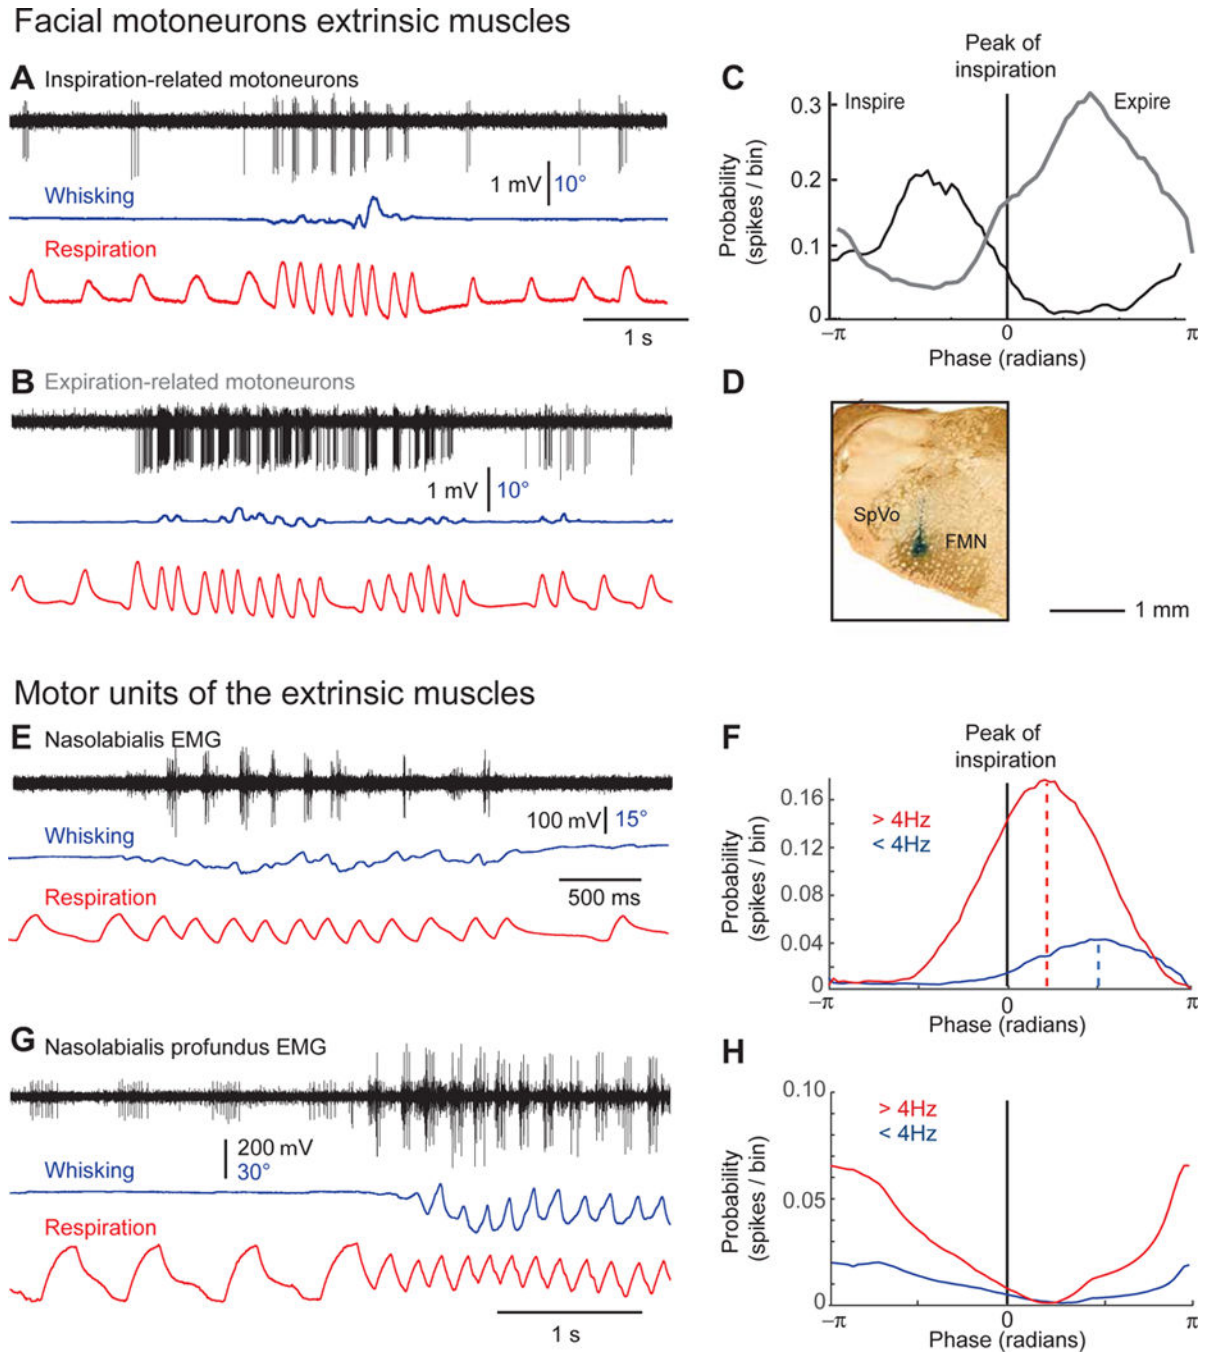 Facial motoneurons extrinsic muscles
A Inspiration-related motoneurons
1 mV 10°
Whisking
Respiration
1 s
B Expiration-related motoneurons
1 mV 10°
C
Peak of
inspiration
Inspire
Expire
0.3
0.2
0.1
0
Probability
(spikes / bin)
−π
0
π
Phase (radians)
D
SpVo
FMN
1 mm
Motor units of the extrinsic muscles
E Nasolabialis EMG
100 mV 15°
Whisking
500 ms
Respiration
F
Peak of
inspiration
> 4Hz
< 4Hz
0.16
0.12
0.08
0.04
0
Probability
(spikes / bin)
−π
0
π
Phase (radians)
G Nasolabialis profundus EMG
200 mV
30°
Whisking
Respiration
1 s
H
> 4Hz
< 4Hz
0.10
0.05
0
Probability
(spikes / bin)
−π
0
π
Phase (radians)